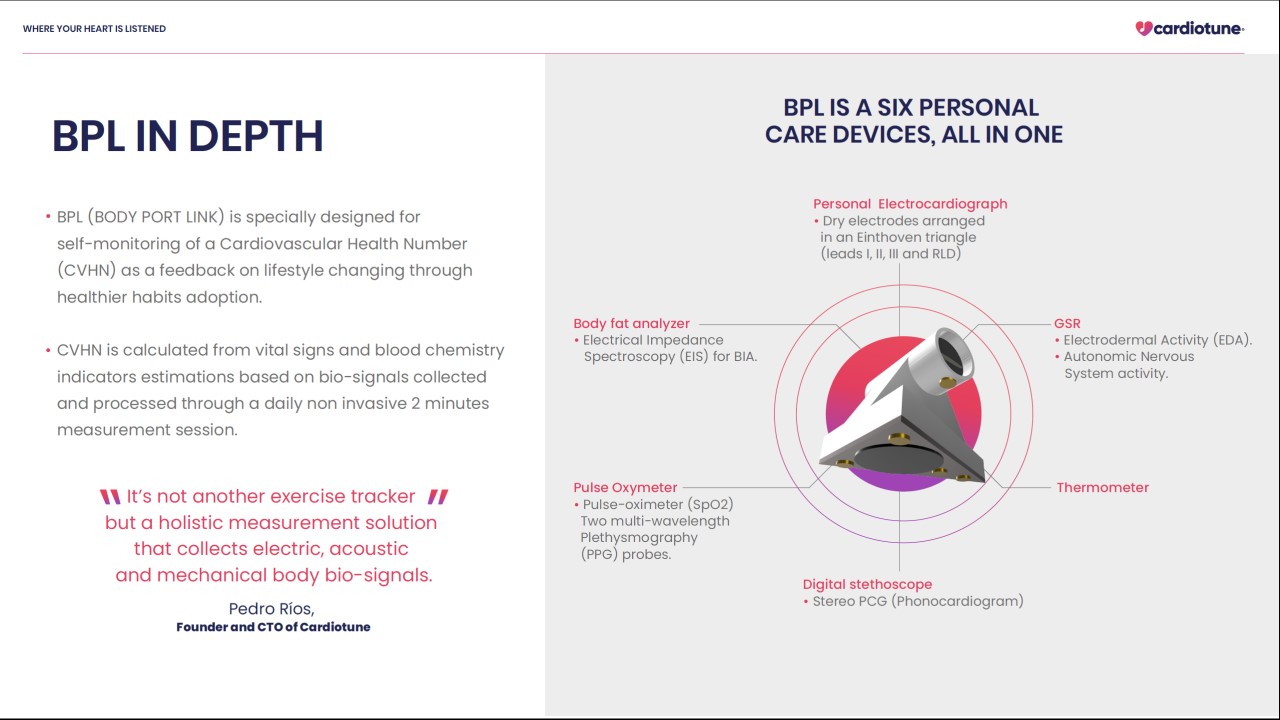 WHERE YOUR HEART IS LISTENED
cardiotune
BPL IN DEPTH
• BPL (BODY PORT LINK) is specially designed for
self-monitoring of a Cardiovascular Health Number
(CVHN) as a feedback on lifestyle changing through
healthier habits adoption.
• CVHN is calculated from vital signs and blood chemistry
indicators estimations based on bio-signals collected
and processed through a daily non invasive 2 minutes
measurement session.
"It's not another exercise tracker"
but a holistic measurement solution
that collects electric, acoustic
and mechanical body bio-signals.
Pedro Ríos,
Founder and CTO of Cardiotune
BPL IS A SIX PERSONAL
CARE DEVICES, ALL IN ONE
Personal Electrocardiograph
• Dry electrodes arranged
in an Einthoven triangle
(leads I, II, III and RLD)
Body fat analyzer
• Electrical Impedance
Spectroscopy (EIS) for BIA.
GSR
• Electrodermal Activity (EDA).
• Autonomic Nervous
System activity.
Pulse Oxymeter
• Pulse-oximeter (SpO2)
Two multi-wavelength
Plethysmography
(PPG) probes.
Thermometer
Digital stethoscope
• Stereo PCG (Phonocardiogram)